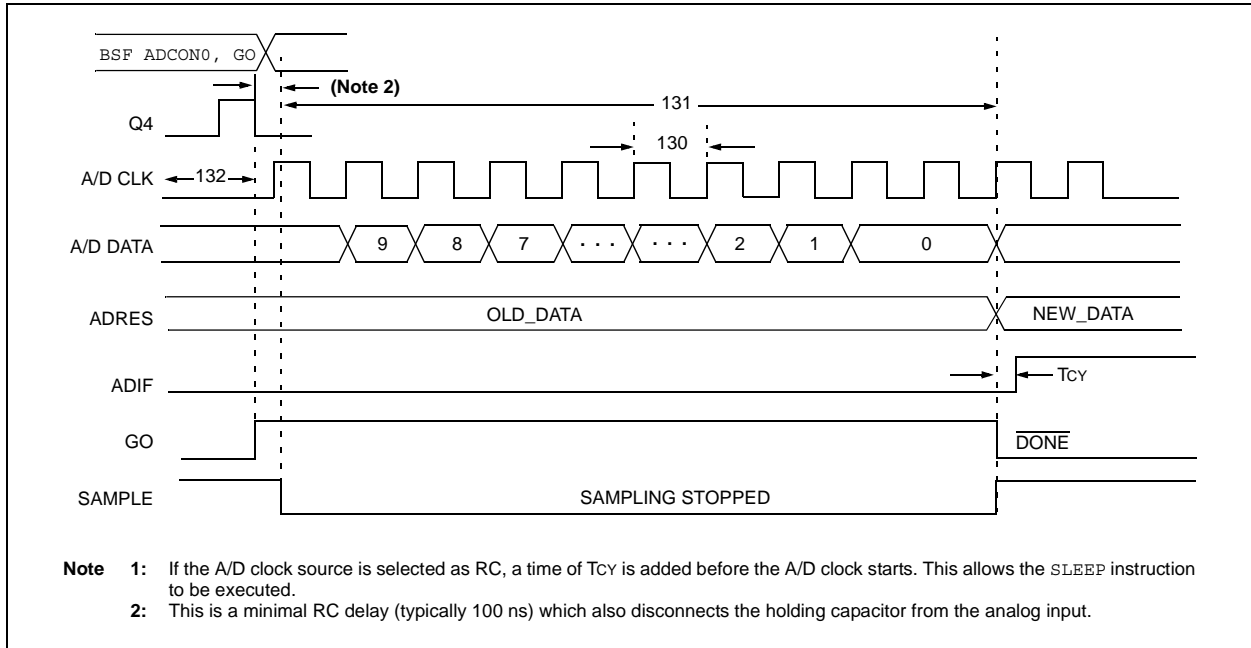 BSF ADCON0, GO
(Note 2)
131
Q4
130
A/D CLK
132
A/D DATA
9 8 7 · · · · · · 2 1 0
ADRES
OLD_DATA
NEW_DATA
ADIF
TCY
GO
DONE
SAMPLE
SAMPLING STOPPED
Note 1: If the A/D clock source is selected as RC, a time of TCY is added before the A/D clock starts. This allows the SLEEP instruction
to be executed.
2: This is a minimal RC delay (typically 100 ns) which also disconnects the holding capacitor from the analog input.